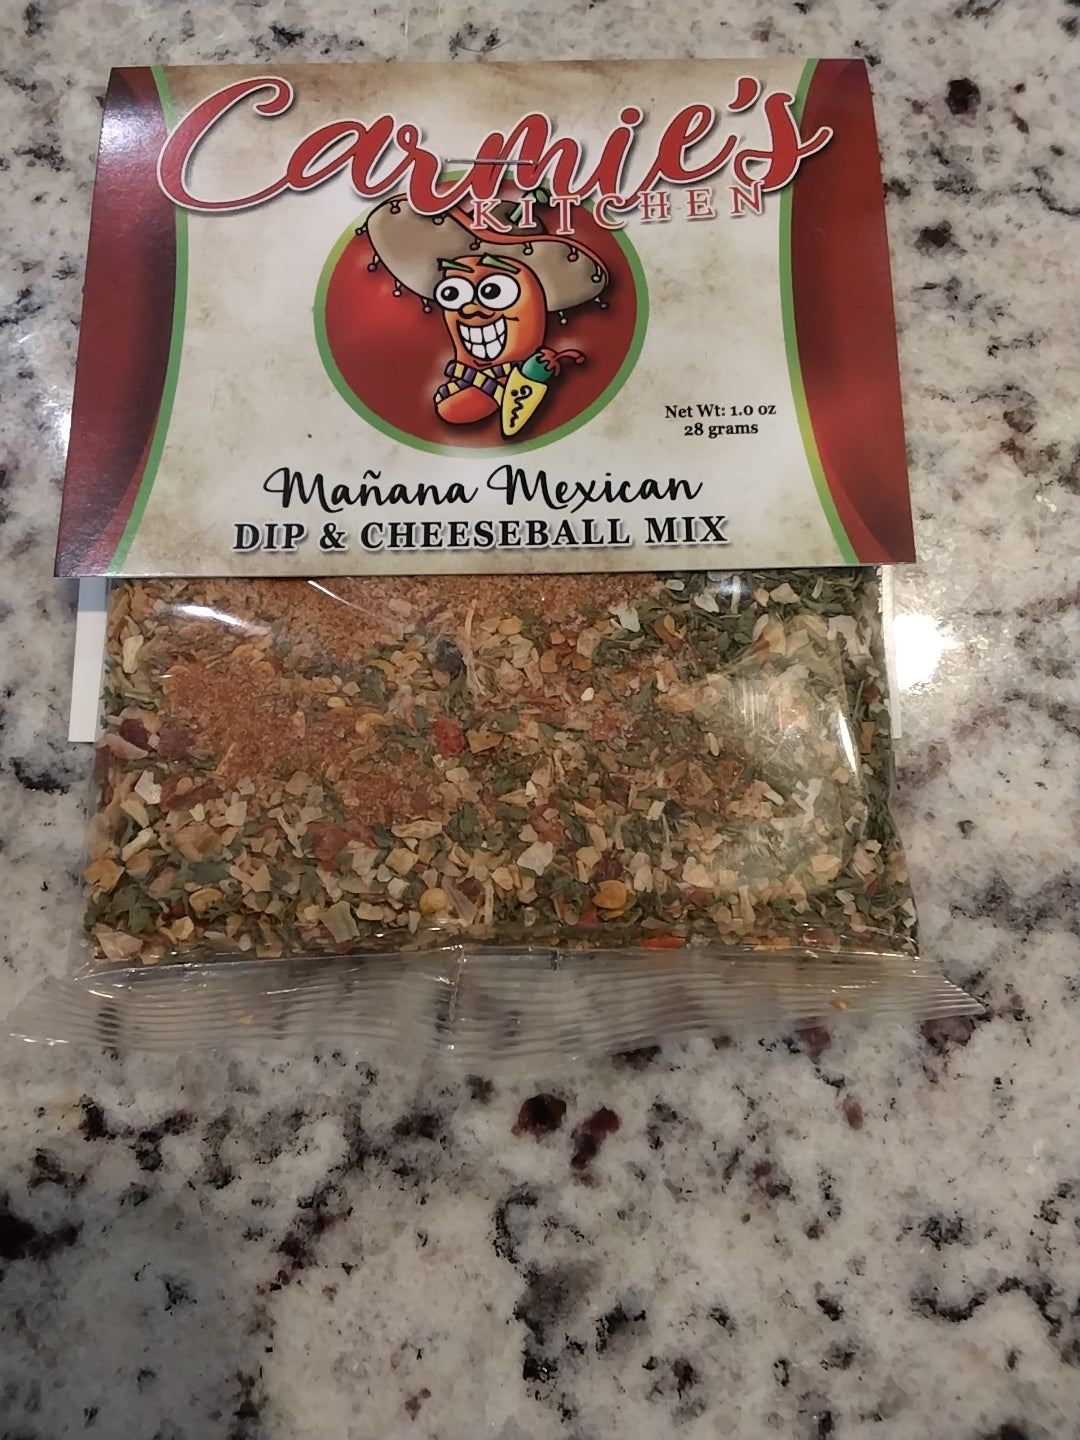 Carmie's
KITCHEN
Net Wt: 1.0 oz
28 grams
Mañana Mexican
DIP & CHEESEBALL MIX